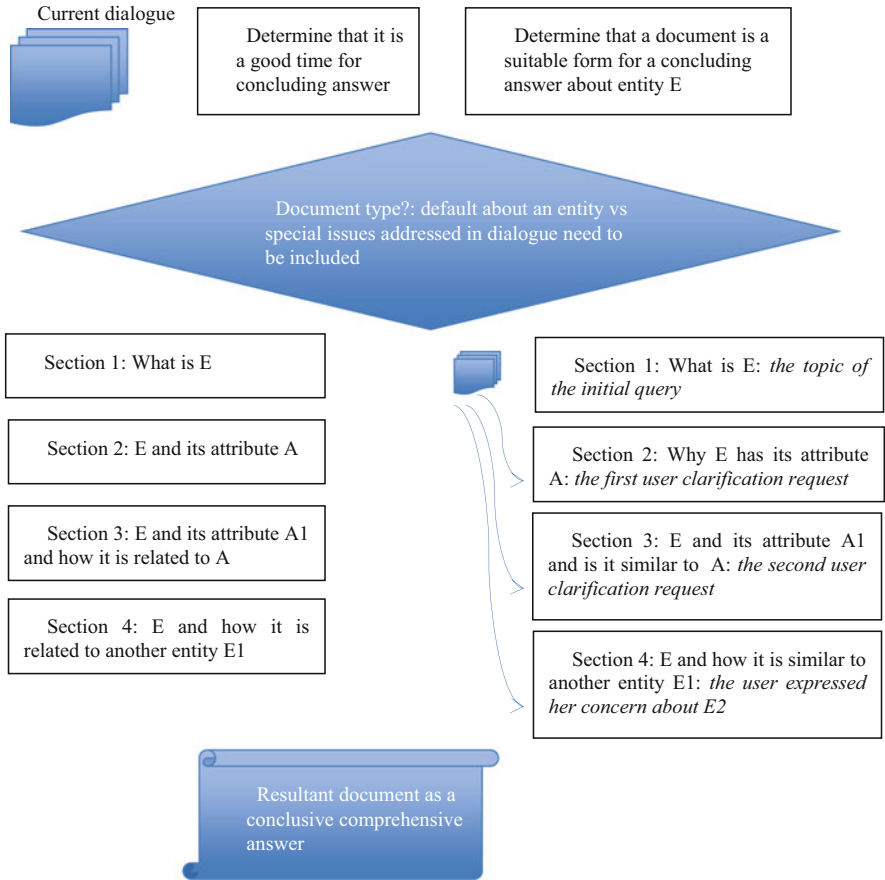 Current dialogue
Determine that it is
a good time for
concluding answer
Determine that a document is a
suitable form for a concluding
answer about entity E
Document type?: default about an entity vs
special issues addressed in dialogue need to
be included
Section 1: What is E
Section 2: E and its attribute A
Section 3: E and its attribute A1
and how it is related to A
Section 4: E and how it is
related to another entity E1
Section 1: What is E: the topic of
the initial query
Section 2: Why E has its attribute
A: the first user clarification request
Section 3: E and its attribute A1
and is it similar to A: the second user
clarification request
Section 4: E and how it is similar to
another entity E1: the user expressed
her concern about E2
Resultant document as a
conclusive comprehensive
answer